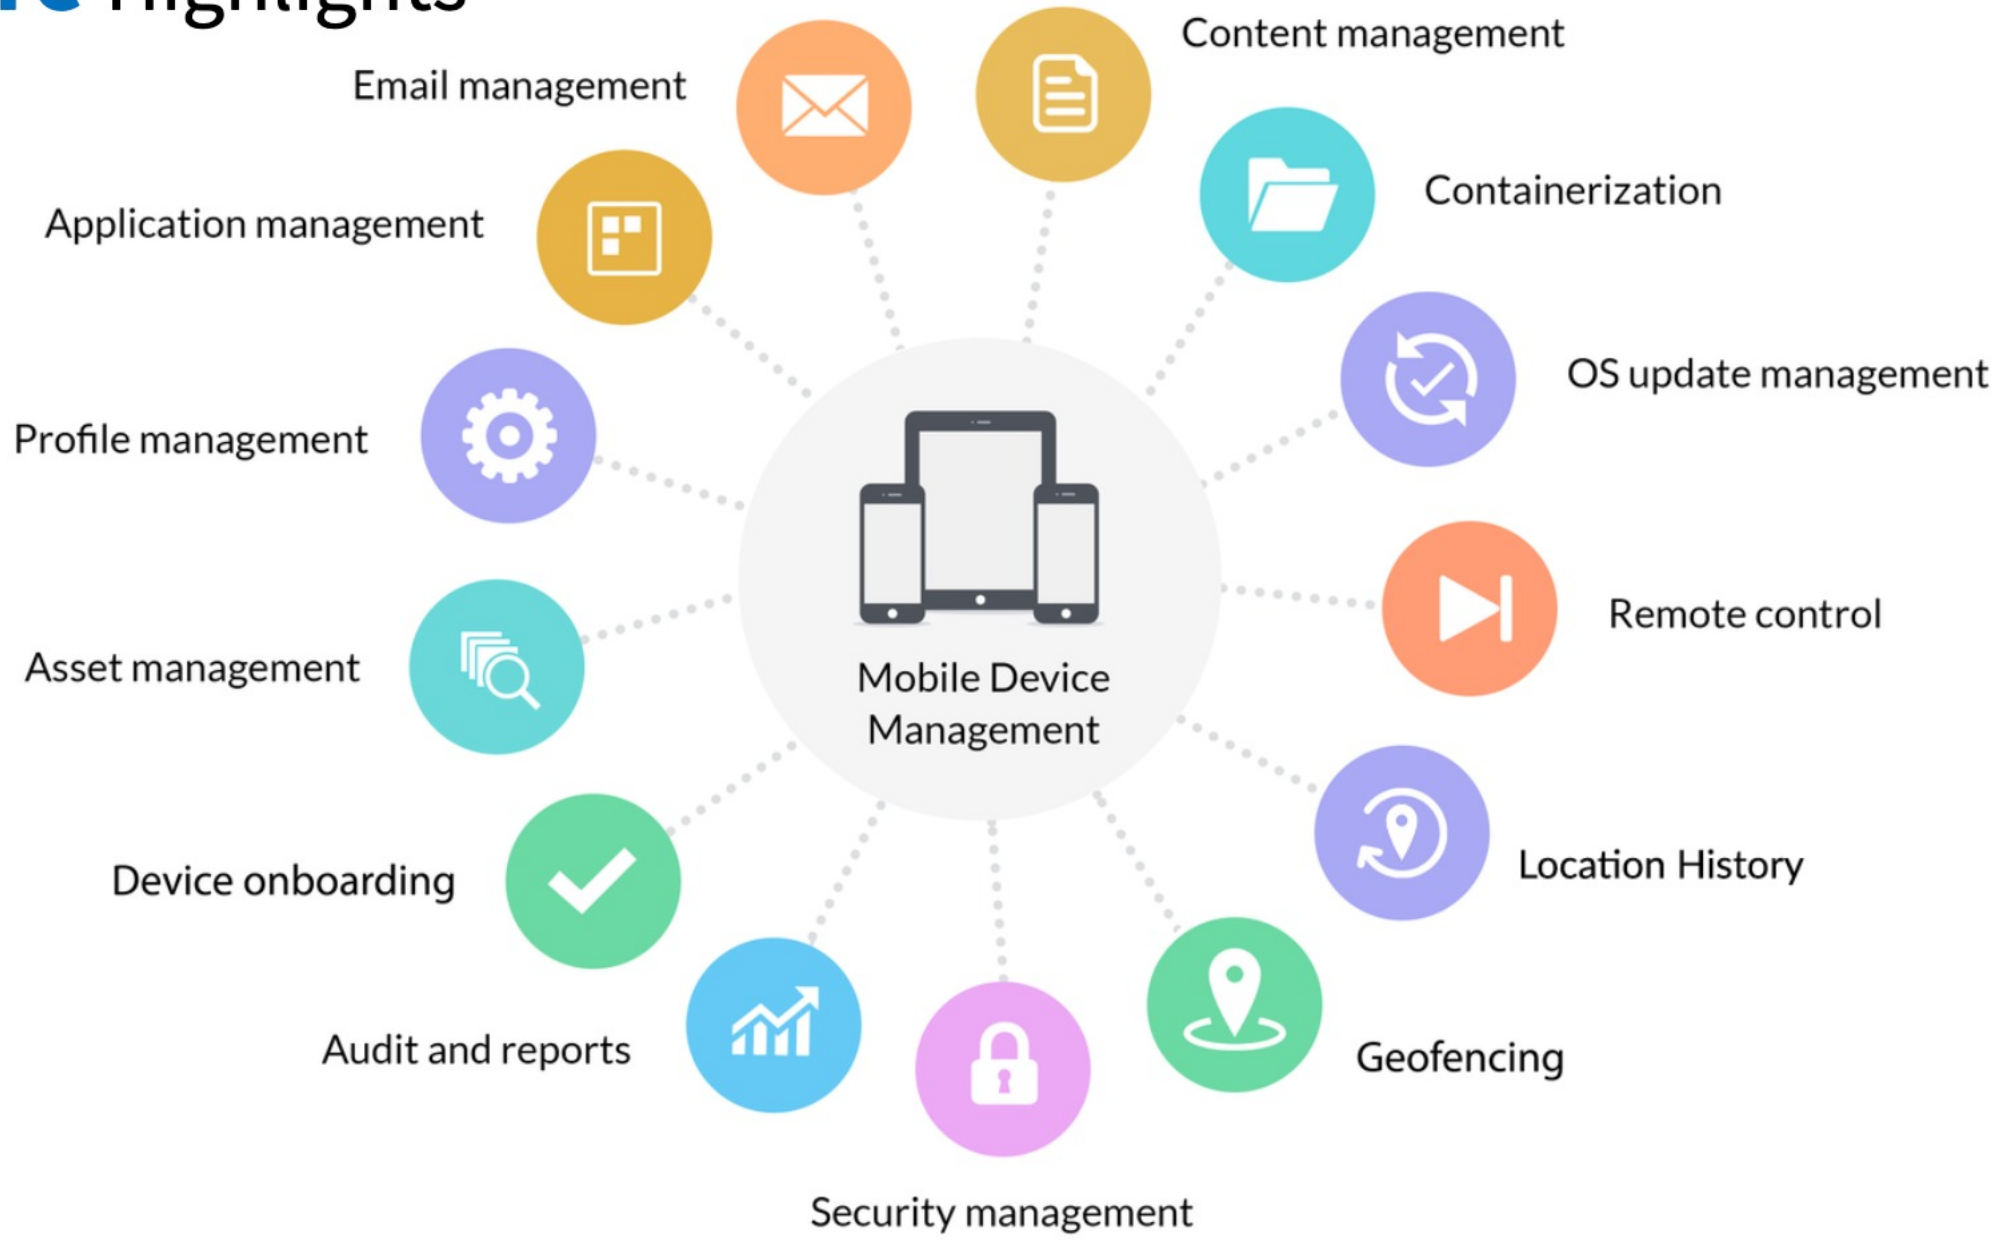 Highlights
Content management
Email management
Containerization
Application management
OS update management
Profile management
Remote control
Asset management
Mobile Device
Management
Location History
Device onboarding
Audit and reports
Geofencing
Security management